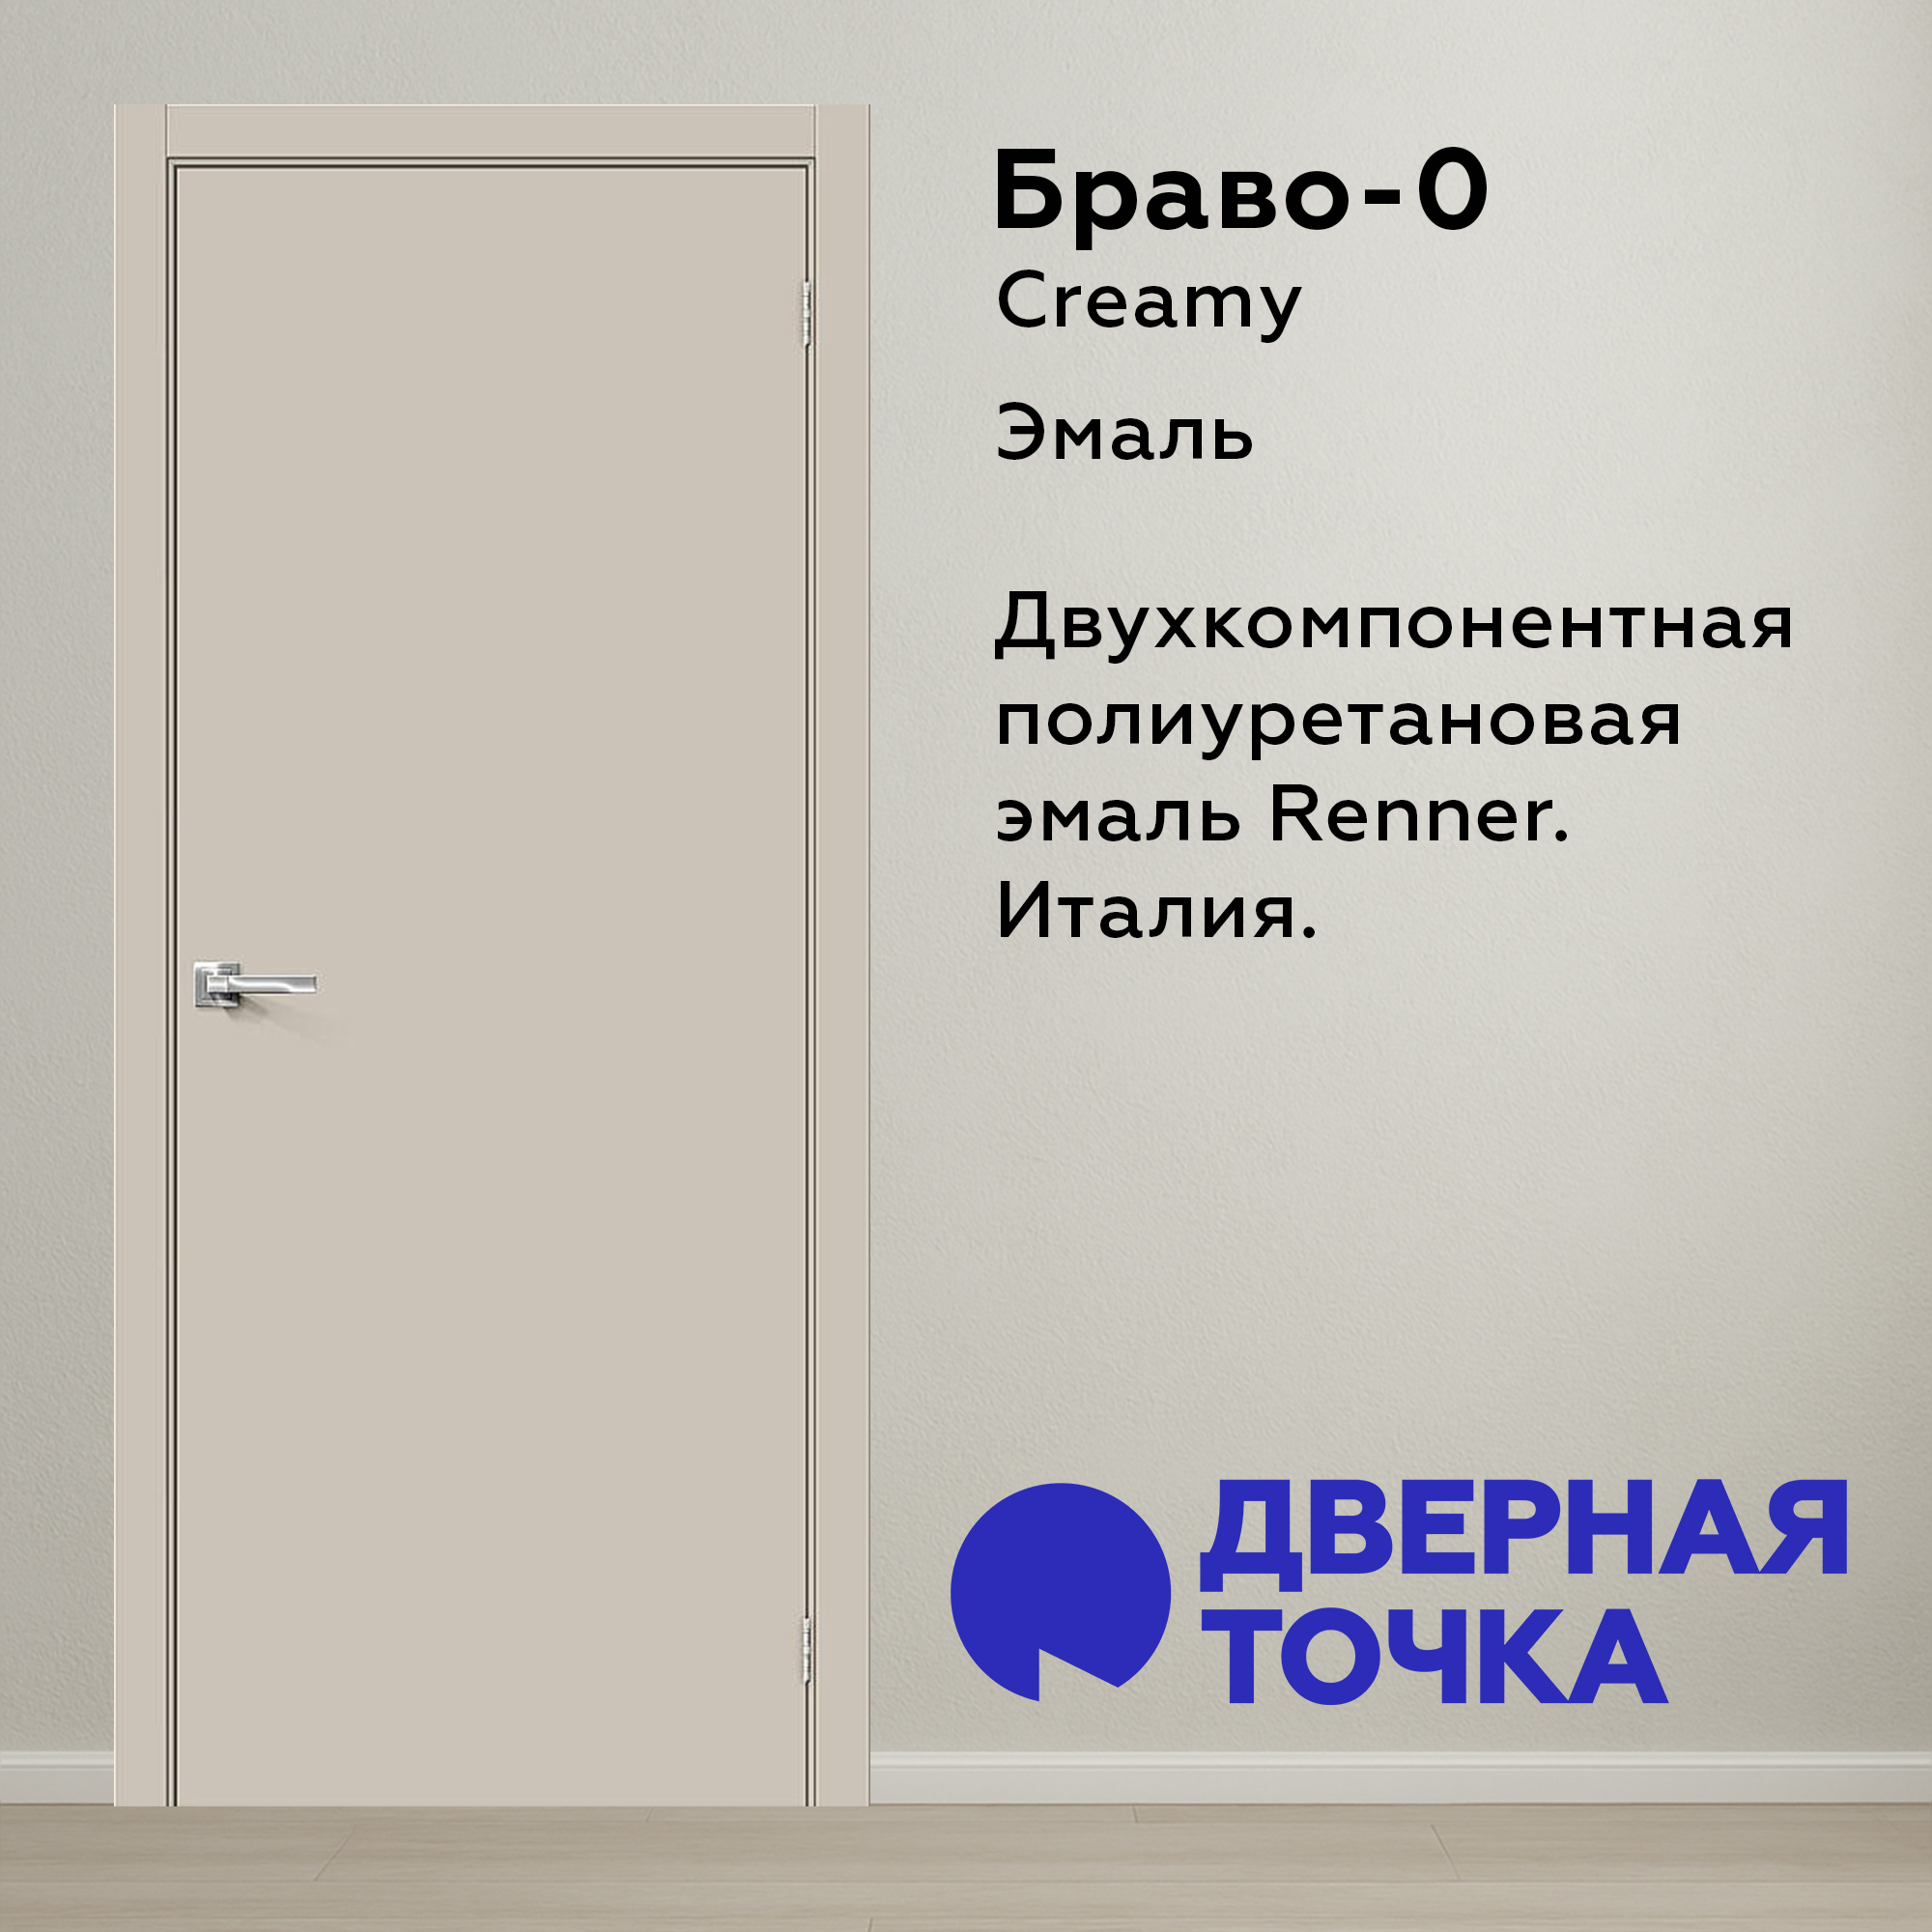 Браво-0
Creamy
Эмаль
Двухкомпонентная
полиуретановая
эмаль Renner.
Италия.
ДВЕРНАЯ
ТОЧКА